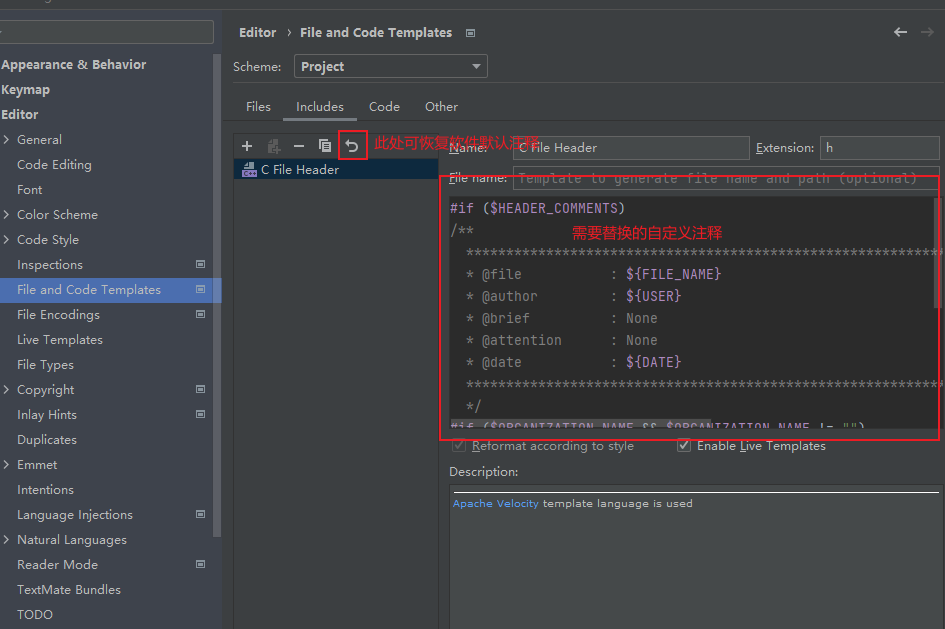 Editor › File and Code Templates
Scheme: Project
Appearance & Behavior
Keymap
Editor
General
Code Editing
Font
Color Scheme
Code Style
Inspections
File and Code Templates
File Encodings
Live Templates
File Types
Copyright
Inlay Hints
Duplicates
Emmet
Intentions
Language Injections
Natural Languages
Reader Mode
TextMate Bundles
TODO
Files Includes Code Other
此处可恢复软件默认注释
C File Header
Name: C File Header Extension: h
File name: Template to generate file name and path (optional)
#if ($HEADER_COMMENTS)
/**
需要替换的自定义注释
***********************************************************
* @file : ${FILE_NAME}
* @author : ${USER}
* @brief : None
* @attention : None
* @date : ${DATE}
***********************************************************
*/
#if ($ORGANIZATION_NAME && $ORGANIZATION_NAME != "")
Reformat according to style Enable Live Templates
Description:
Apache Velocity template language is used